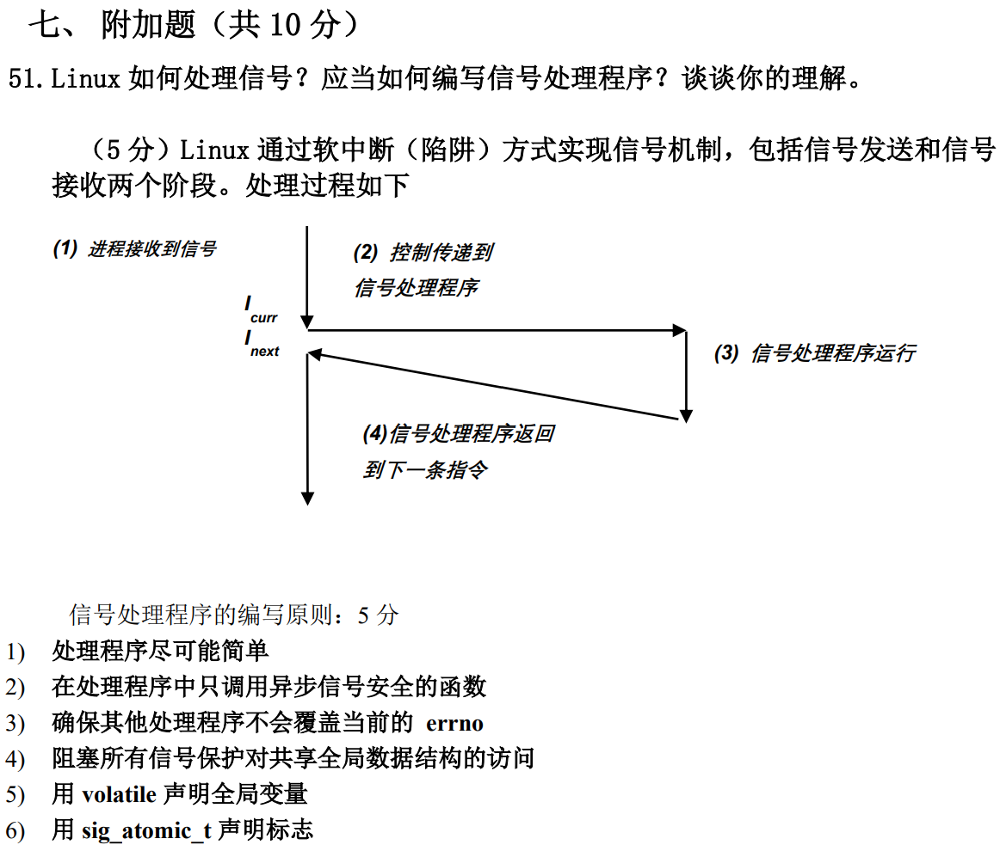 七、 附加题（共 10 分）
51.Linux 如何处理信号？应当如何编写信号处理程序？谈谈你的理解。
（5 分）Linux 通过软中断（陷阱）方式实现信号机制，包括信号发送和信号
接收两个阶段。处理过程如下
(1) 进程接收到信号
(2) 控制传递到
信号处理程序
I curr
I next
(3) 信号处理程序运行
(4)信号处理程序返回
到下一条指令
信号处理程序的编写原则：5 分
1) 处理程序尽可能简单
2) 在处理程序中只调用异步信号安全的函数
3) 确保其他处理程序不会覆盖当前的 errno
4) 阻塞所有信号保护对共享全局数据结构的访问
5) 用 volatile 声明全局变量
6) 用 sig_atomic_t 声明标志